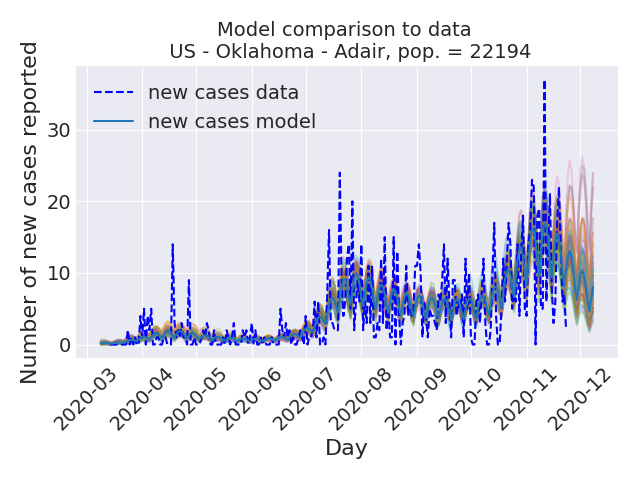 Model comparison to data
US - Oklahoma - Adair, pop. = 22194
Number of new cases reported
new cases data
new cases model
30
20
10
0
2020-03
2020-04
2020-05
2020-06
2020-07
2020-08
2020-09
2020-10
2020-11
2020-12
Day